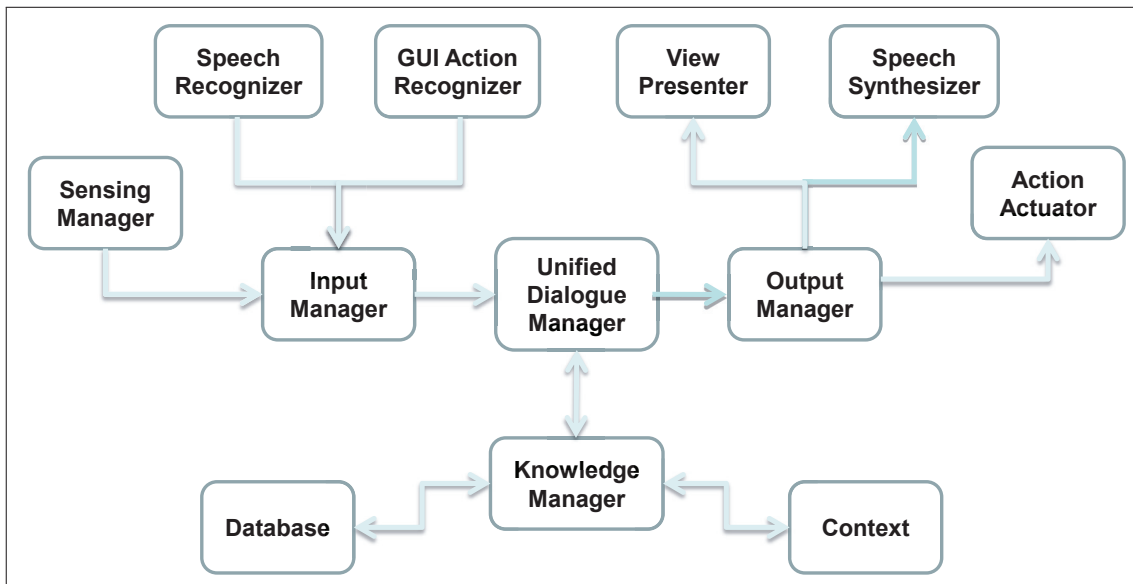 Speech
Recognizer
GUI Action
Recognizer
View
Presenter
Speech
Synthesizer
Sensing
Manager
Action
Actuator
Input
Manager
Unified
Dialogue
Manager
Output
Manager
Knowledge
Manager
Database
Context